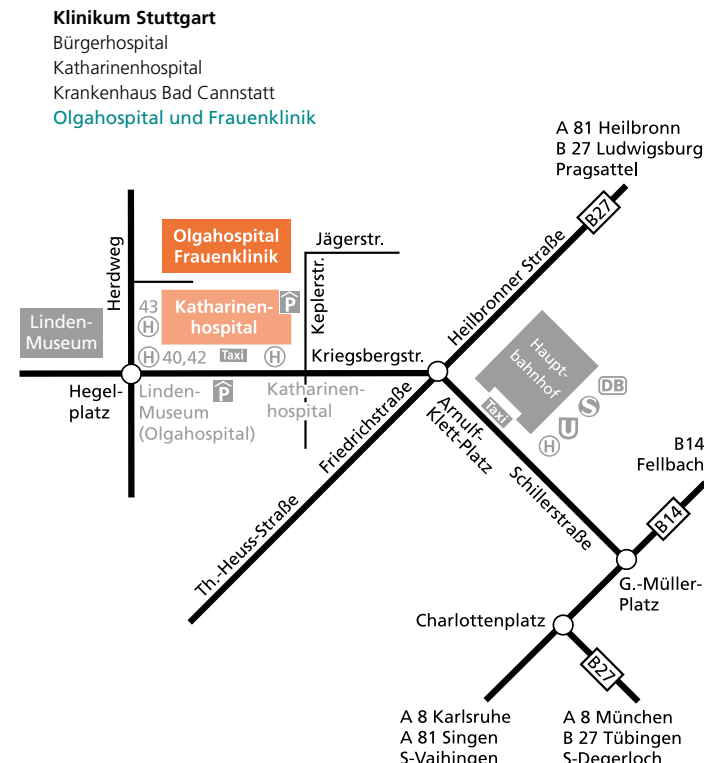 Klinikum Stuttgart
Bürgerhospital
Katharinenhospital
Krankenhaus Bad Cannstatt
Olgahospital und Frauenklinik
A 81 Heilbronn
B 27 Ludwigsburg
Pragsattel
B27
Herdweg
Olgahospital
Frauenklinik
Jägerstr.
Keplerstr.
Heilbronner Straße
43
H
Katharinen-
hospital
P
Linden-
Museum
H 40,42
Taxi
H
Kriegsbergstr.
Haupt-
bahnhof
Taxi
DB
S
U
H
Hegel-
platz
Linden-
Museum
(Olgahospital)
P
Katharinen-
hospital
Friedrichstraße
Arnulf-
Klett-Platz
Schillerstraße
B14
Fellbach
B14
Th.-Heuss-Straße
G.-Müller-
Platz
Charlottenplatz
B27
A 8 Karlsruhe
A 81 Singen
S-Vaihingen
A 8 München
B 27 Tübingen
S-Degerloch